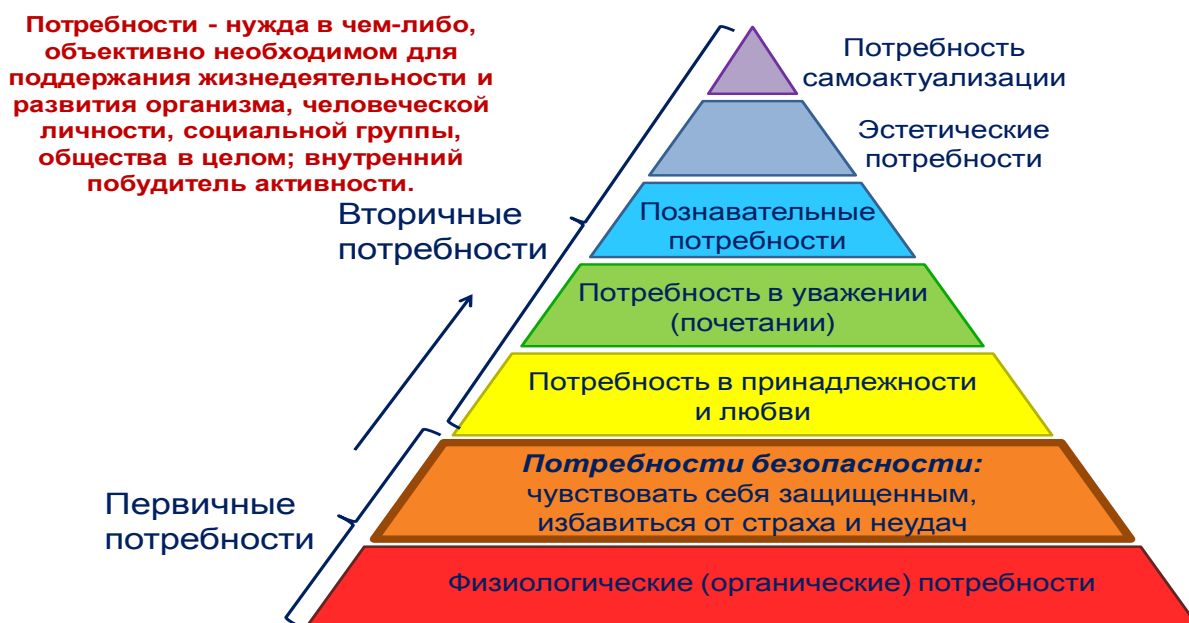 Потребности - нужда в чем-либо,
объективно необходимом для
поддержания жизнедеятельности и
развития организма, человеческой
личности, социальной группы,
общества в целом; внутренний
побудитель активности.
Потребность
самоактуализации
Эстетические
потребности
Вторичные
потребности
Познавательные
потребности
Потребность в уважении
(почетании)
Потребность в принадлежности
и любви
Первичные
потребности
Потребности безопасности:
чувствовать себя защищенным,
избавиться от страха и неудач
Физиологические (органические) потребности